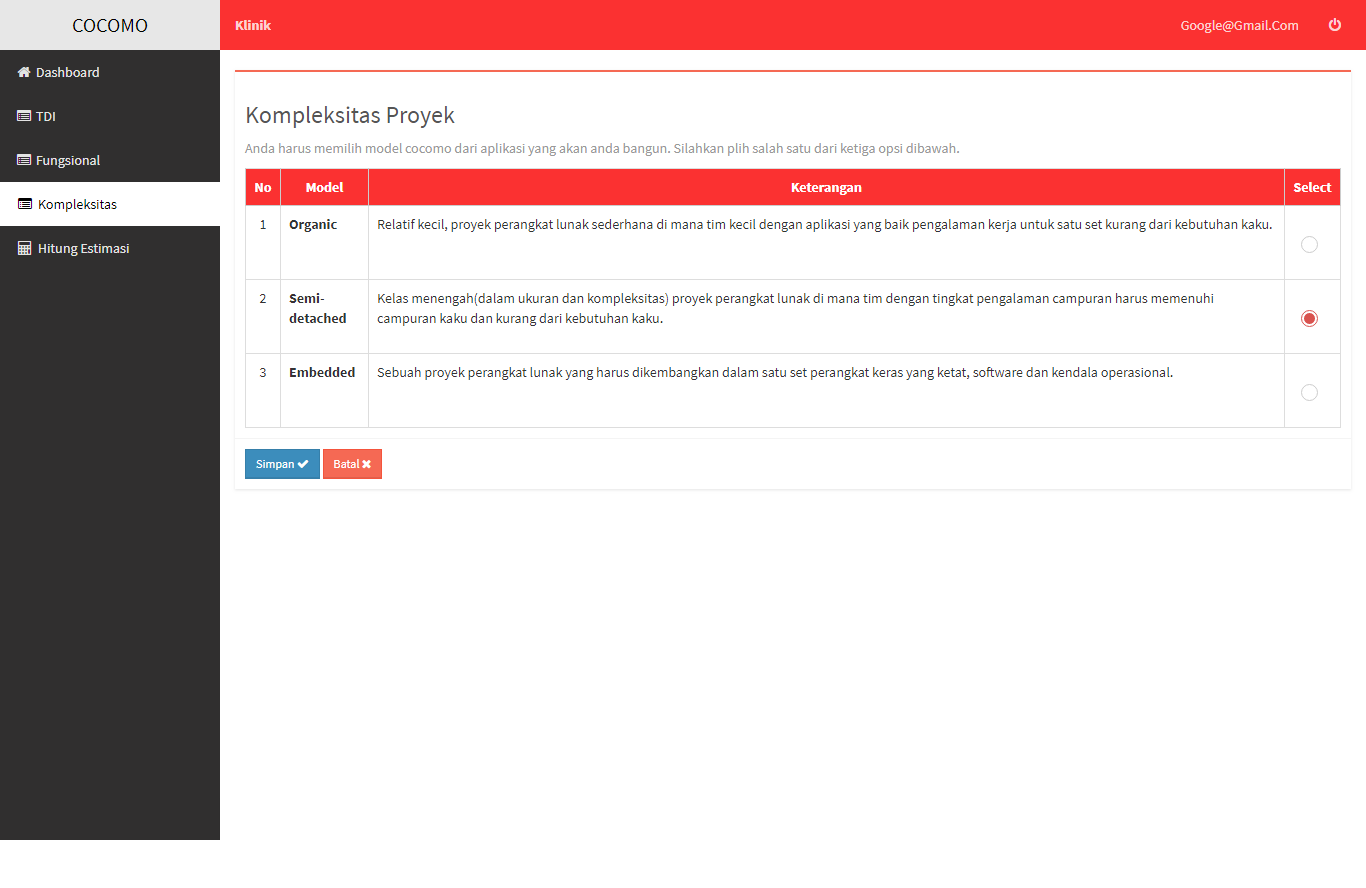 COCOMO
Klinik
Google@Gmail.Com
Dashboard
TDI
Fungsional
Kompleksitas
Hitung Estimasi
Kompleksitas Proyek
Anda harus memilih model cocomo dari aplikasi yang akan anda bangun. Silahkan plih salah satu dari ketiga opsi dibawah.
No Model Keterangan Select
1 Organic Relatif kecil, proyek perangkat lunak sederhana di mana tim kecil dengan aplikasi yang baik pengalaman kerja untuk satu set kurang dari kebutuhan kaku.
2 Semi- Kelas menengah(dalam ukuran dan kompleksitas) proyek perangkat lunak di mana tim dengan tingkat pengalaman campuran harus memenuhi
detached campuran kaku dan kurang dari kebutuhan kaku.
3 Embedded Sebuah proyek perangkat lunak yang harus dikembangkan dalam satu set perangkat keras yang ketat, software dan kendala operasional.
Simpan Batal